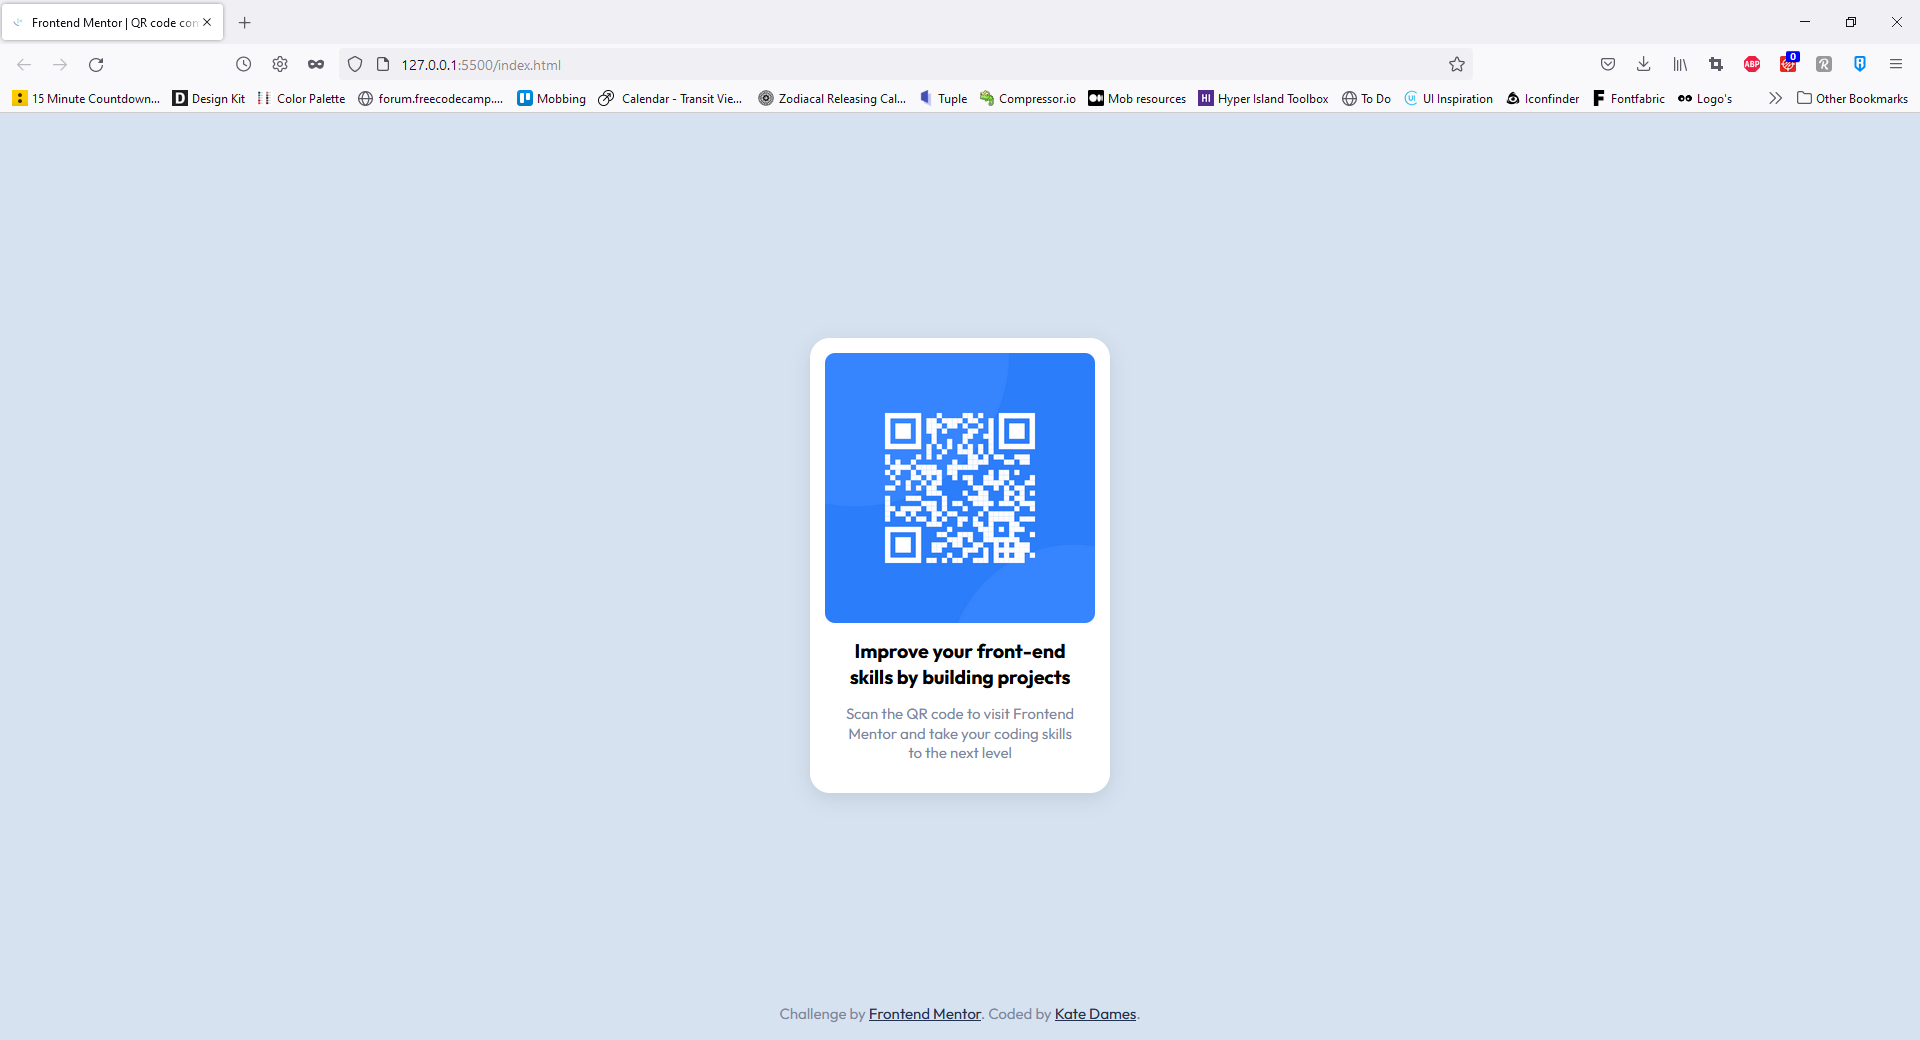 Frontend Mentor | QR code con
127.0.0.1:5500/index.html
0
ABP
15 Minute Countdown...
Design Kit
Color Palette
forum.freecodecamp....
Mobbing
Calendar - Transit Vie...
Zodiacal Releasing Cal...
Tuple
Compressor.io
Mob resources
HI Hyper Island Toolbox
To Do
UI Inspiration
Iconfinder
Fontfabric
Logo's
Other Bookmarks
Improve your front-end
skills by building projects
Scan the QR code to visit Frontend
Mentor and take your coding skills
to the next level
Challenge by Frontend Mentor. Coded by Kate Dames.